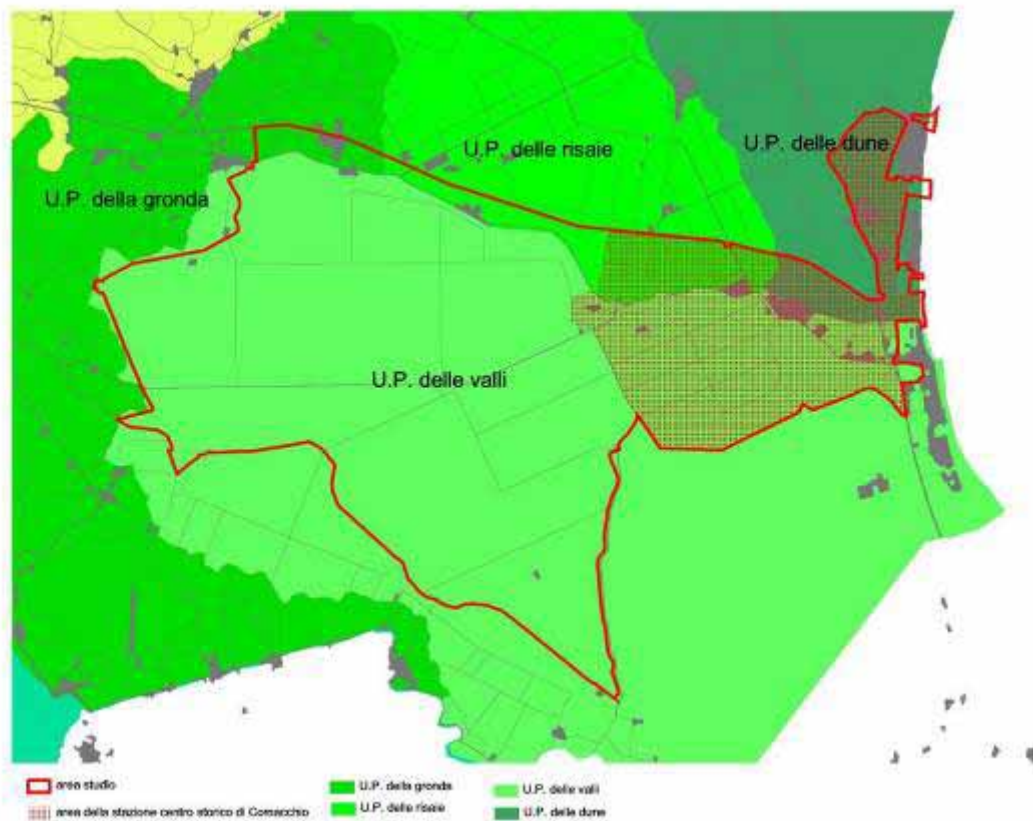 U.P. delle risaie
U.P. delle dune
U.P. della gronda
U.P. delle valli
area studio
area della stazione centro storico di Comacchio
U.P. della gronda
U.P. delle risaie
U.P. delle valli
U.P. delle dune